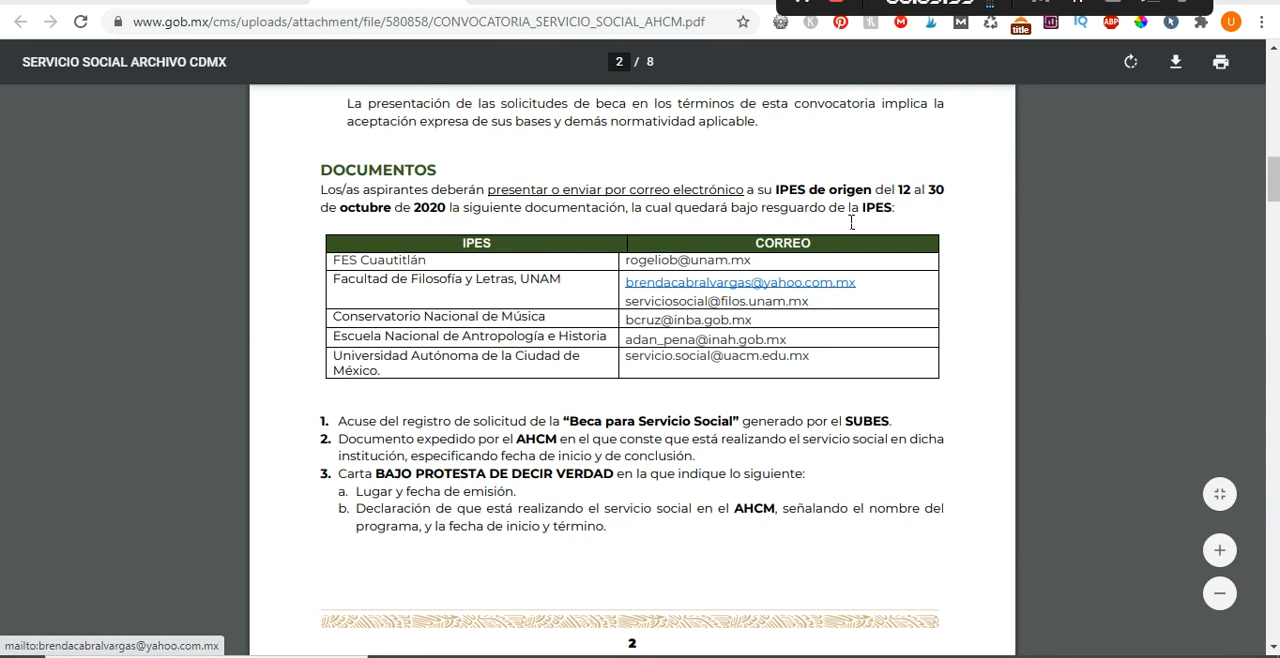 www.gob.mx/cms/uploads/attachment/file/580858/CONVOCATORIA_SERVICIO_SOCIAL_AHCM.pdf
title
ABP
U
SERVICIO SOCIAL ARCHIVO CDMX
2 / 8
La presentación de las solicitudes de beca en los términos de esta convocatoria implica la
aceptación expresa de sus bases y demás normatividad aplicable.
DOCUMENTOS
Los/as aspirantes deberán presentar o enviar por correo electrónico a su IPES de origen del 12 al 30
de octubre de 2020 la siguiente documentación, la cual quedará bajo resguardo de la IPES:
IPES CORREO
FES Cuautitlán rogeliob@unam.mx
Facultad de Filosofía y Letras, UNAM brendacabralvargas@yahoo.com.mx
serviciosocial@filos.unam.mx
Conservatorio Nacional de Música bcruz@inba.gob.mx
Escuela Nacional de Antropología e Historia adan_pena@inah.gob.mx
Universidad Autónoma de la Ciudad de servicio.social@uacm.edu.mx
México.
1. Acuse del registro de solicitud de la “Beca para Servicio Social” generado por el SUBES.
2. Documento expedido por el AHCM en el que conste que está realizando el servicio social en dicha
institución, especificando fecha de inicio y de conclusión.
3. Carta BAJO PROTESTA DE DECIR VERDAD en la que indique lo siguiente:
a. Lugar y fecha de emisión.
b. Declaración de que está realizando el servicio social en el AHCM, señalando el nombre del
programa, y la fecha de inicio y término.
2
mailto:brendacabralvargas@yahoo.com.mx